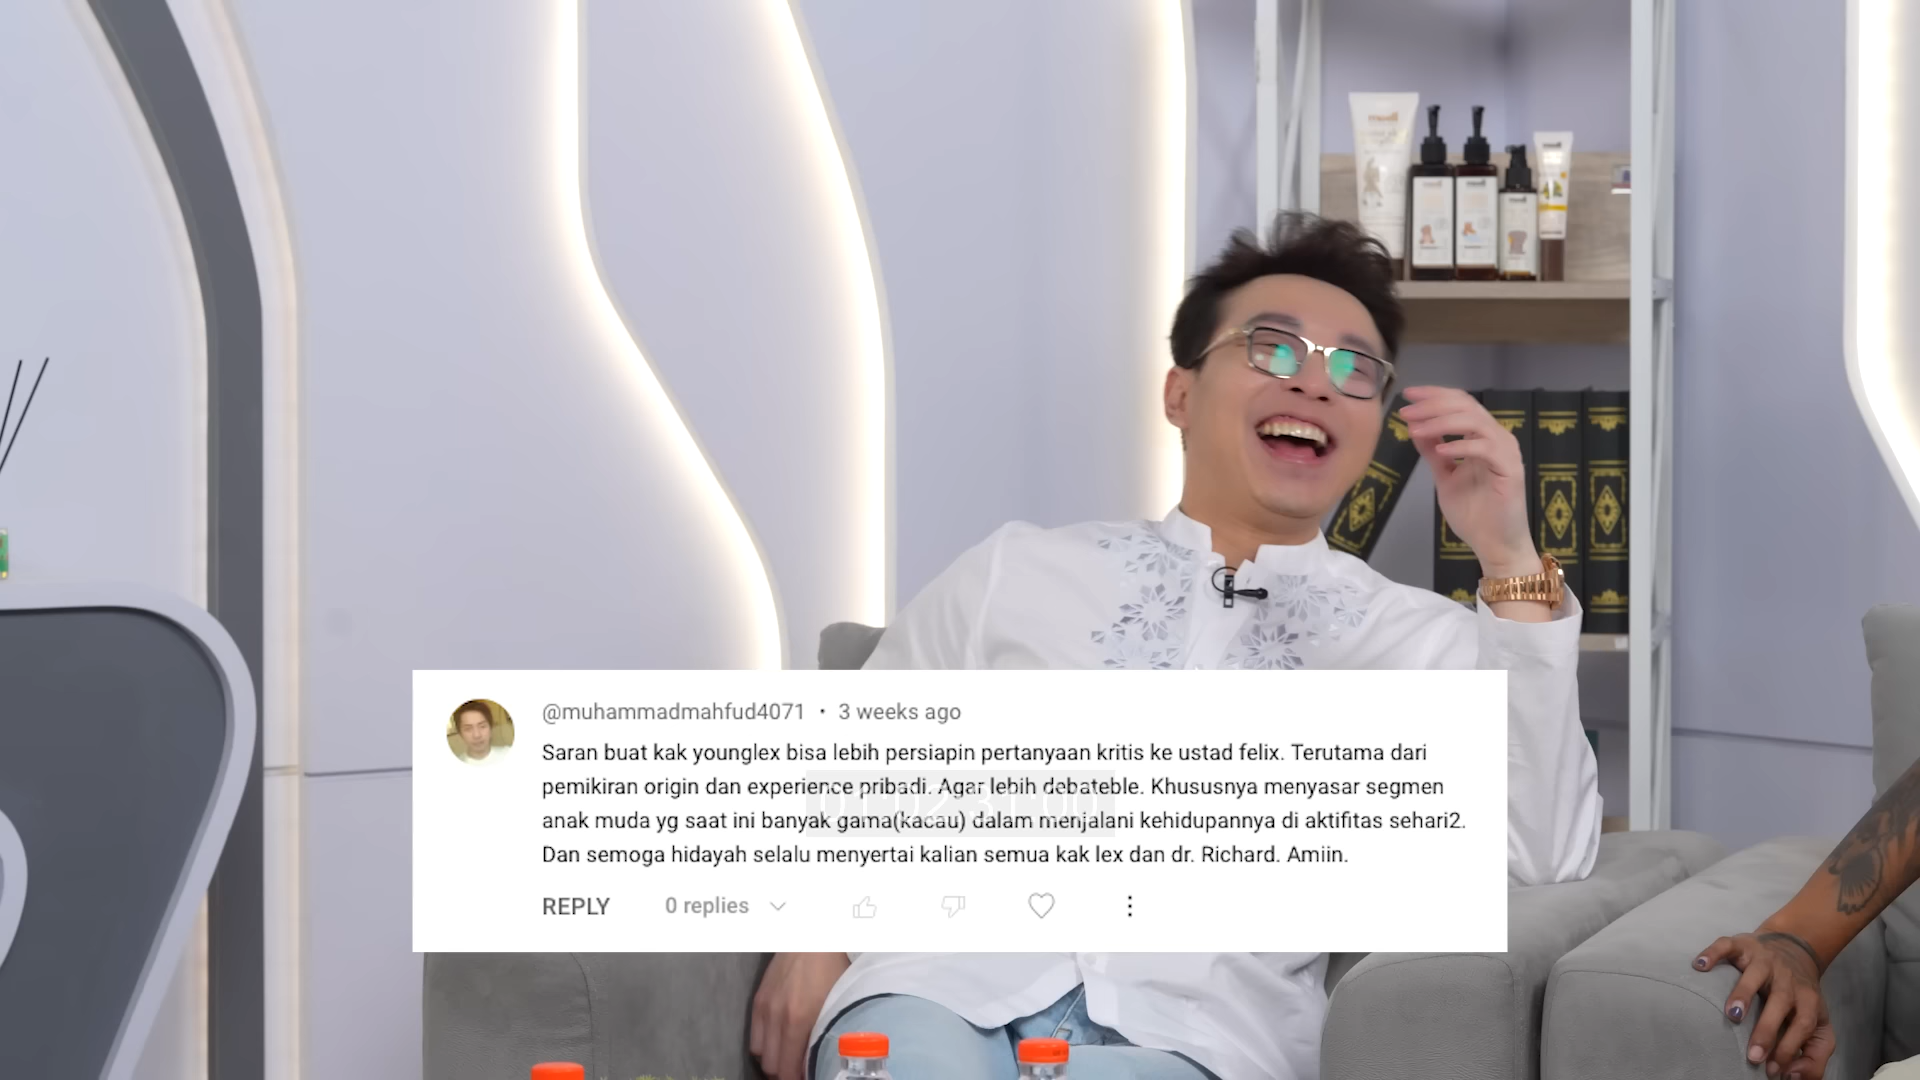 @muhammadmahfud4071 • 3 weeks ago
Saran buat kak younglex bisa lebih persiapin pertanyaan kritis ke ustad felix. Terutama dari
pemikiran origin dan experience pribadi. Agar lebih debateble. Khususnya menyasar segmen
anak muda yg saat ini banyak gama(kacau) dalam menjalani kehidupannya di aktifitas sehari2.
Dan semoga hidayah selalu menyertai kalian semua kak lex dan dr. Richard. Amiin.
REPLY 0 replies